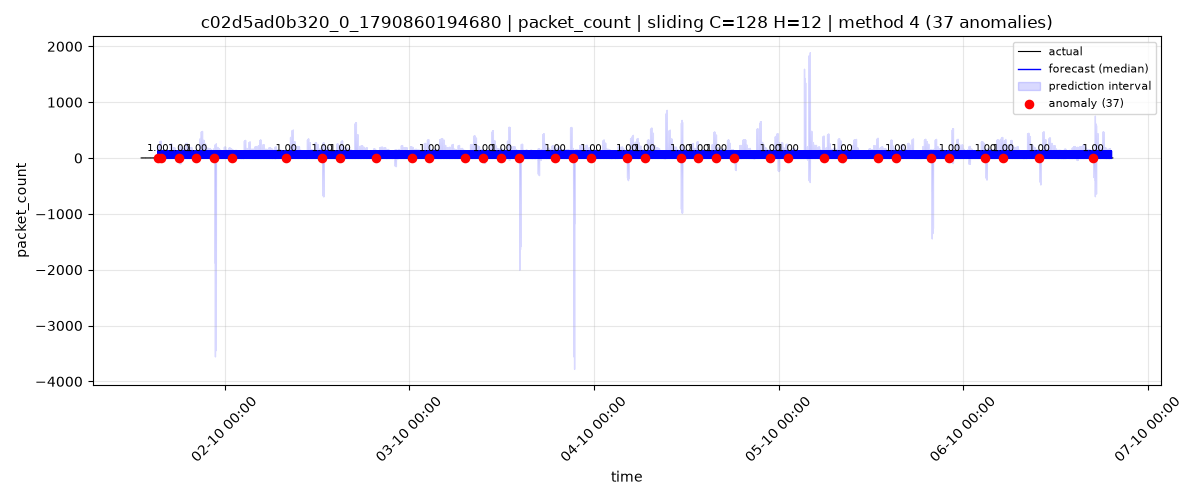 c02d5ad0b320_0_1790860194680 | packet_count | sliding C=128 H=12 | method 4 (37 anomalies)
packet_count
2000
1000
0
−1000
−2000
−3000
−4000
actual
forecast (median)
prediction interval
anomaly (37)
02-10 00:00
03-10 00:00
04-10 00:00
05-10 00:00
06-10 00:00
07-10 00:00
time